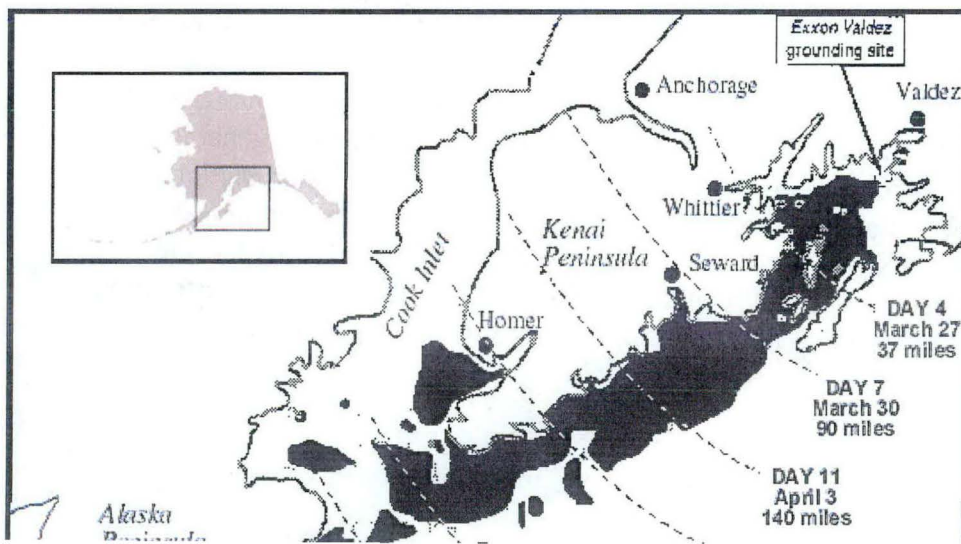 Exxon Valdez
grounding site
Anchorage
Valdez
Whittier
Kenai
Peninsula
Seward
Cook Inlet
Homer
DAY 4
March 27
37 miles
DAY 7
March 30
90 miles
DAY 11
April 3
140 miles
Alaska